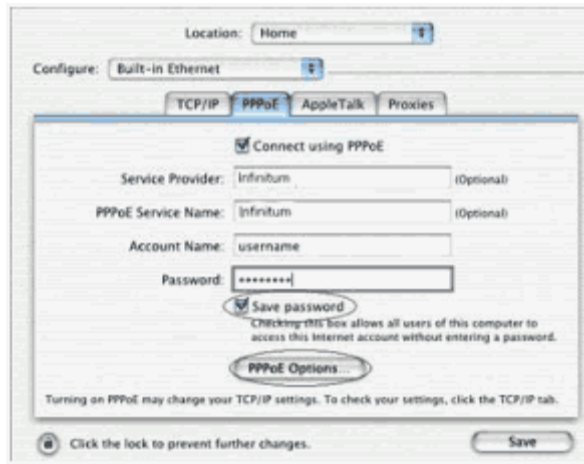 Location: Home
Configure: Built-in Ethernet
TCP/IP PPPoE AppleTalk Proxies
Connect using PPPoE
Service Provider: Infinitum (Optional)
PPPoE Service Name: Infinitum (Optional)
Account Name: username
Password: ••••••••
Save password
Checking this box allows all users of this computer to
access this Internet account without entering a password.
PPPoE Options...
Turning on PPPoE may change your TCP/IP settings. To check your settings, click the TCP/IP tab.
Click the lock to prevent further changes. Save